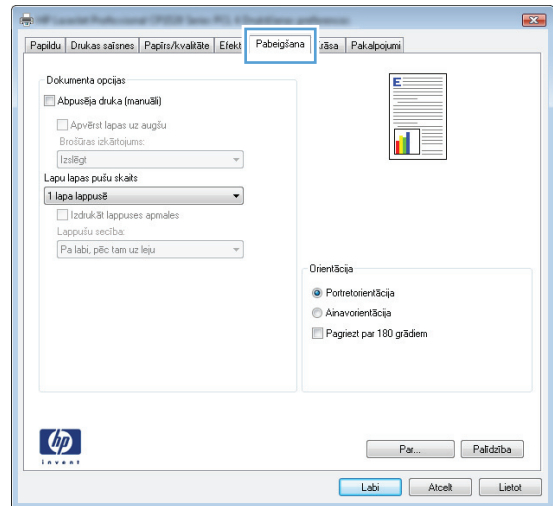 Papildu Drukas saīsnes Papīrs/kvalitāte Efekt Pabeigšana rāsa Pakalpojumi
Dokumenta opcijas
Abpusēja druka (manuāli)
Apvērst lapas uz augšu
Brošūras izkārtojums:
Izslēgt
Lapu lapas pušu skaits
1 lapa lappusē
Izdrukāt lappuses apmales
Lappušu secība:
Pa labi, pēc tam uz leju
E
Orientācija
Portretorientācija
Ainavorientācija
Pagriezt par 180 grādiem
hp
invent
Par... Palīdzība
Labi Atcelt Lietot